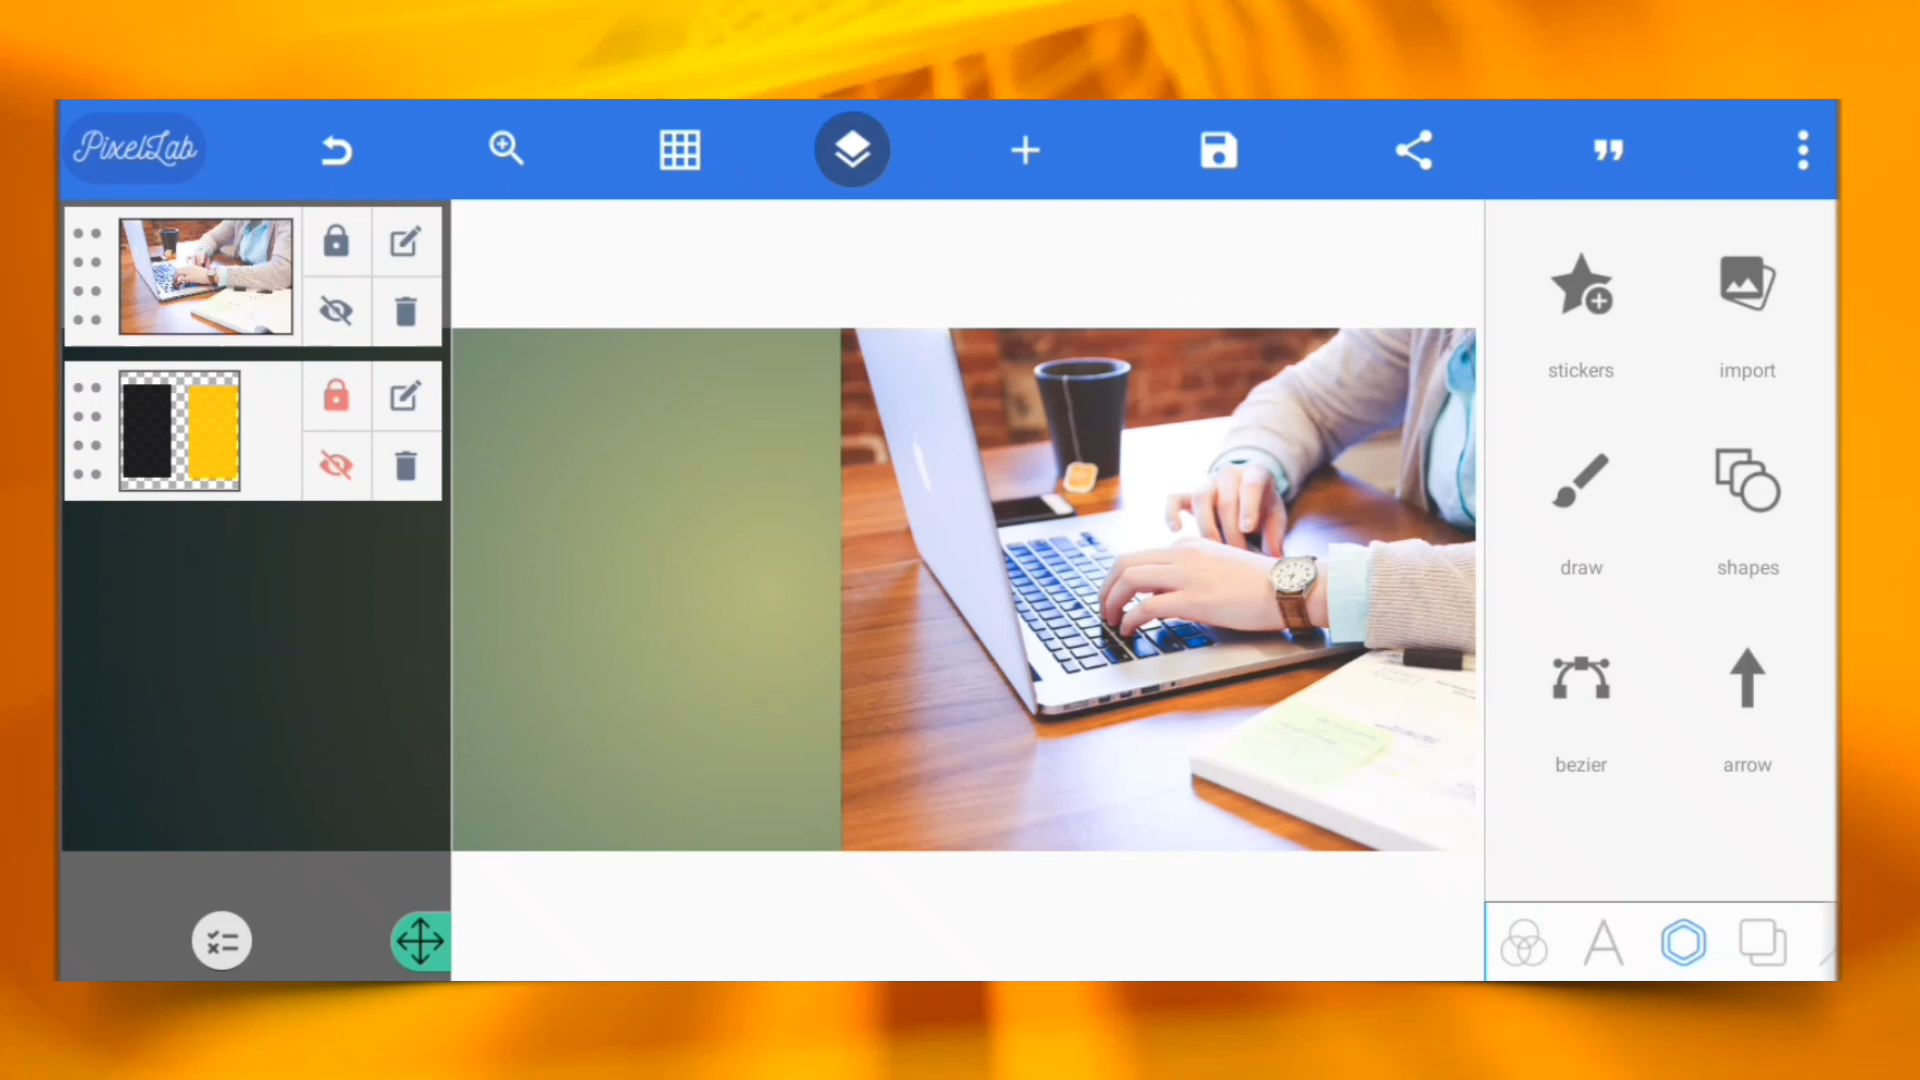 PixelLab
stickers
import
draw
shapes
bezier
arrow